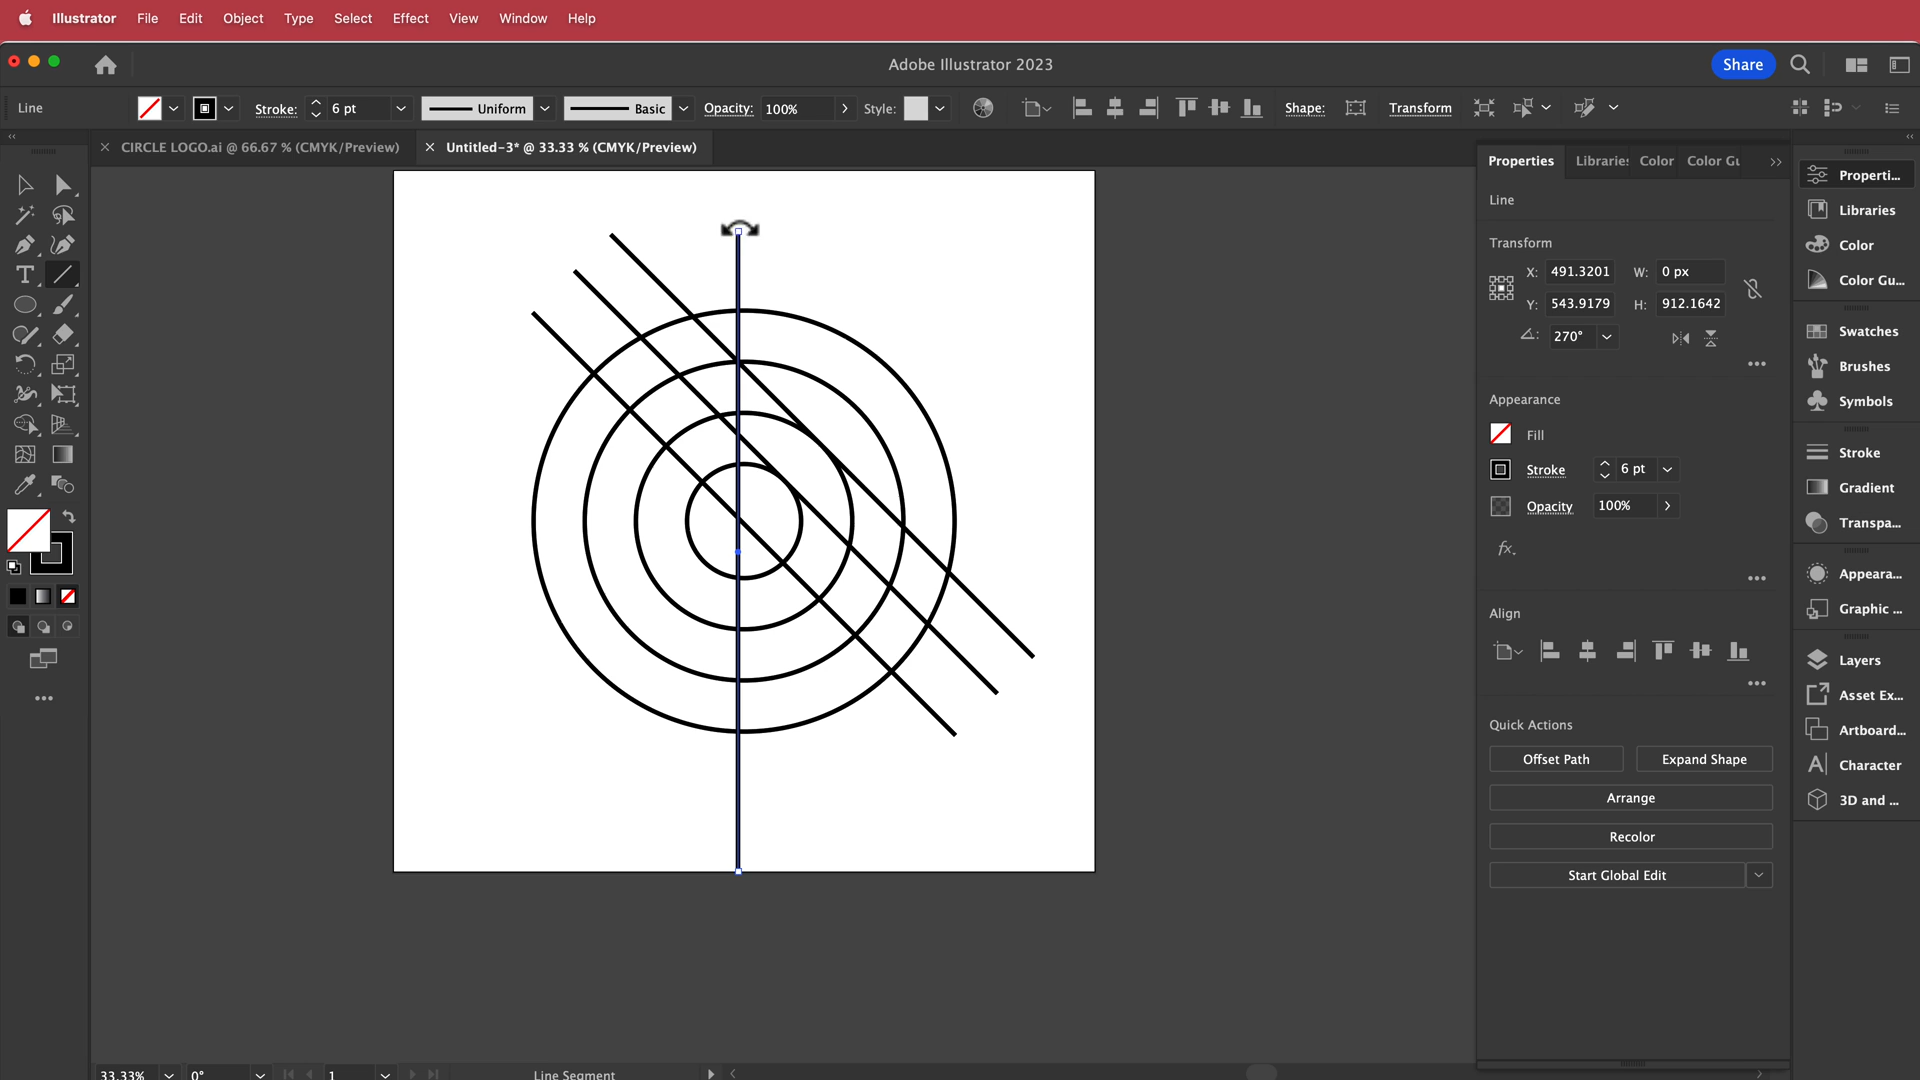 Illustrator File Edit Object Type Select Effect View Window Help
Adobe Illustrator 2023
Share
Line
Stroke: 6 pt Uniform Basic Opacity: 100% Style: Shape: Transform
CIRCLE LOGO.ai @ 66.67 % (CMYK/Preview)
Untitled-3* @ 33.33 % (CMYK/Preview)
Properties Libraries Color Color Gu
Line
Transform
X: 491.3201 W: 0 px
Y: 543.9179 H: 912.1642
270°
Appearance
Fill
Stroke 6 pt
Opacity 100%
fx.
Align
Quick Actions
Offset Path Expand Shape
Arrange
Recolor
Start Global Edit
Properti...
Libraries
Color
Color Gu...
Swatches
Brushes
Symbols
Stroke
Gradient
Transpa...
Appeara...
Graphic ...
Layers
Asset Ex...
Artboard...
Character
3D and ...
33.33% 0° 1 Line Segment